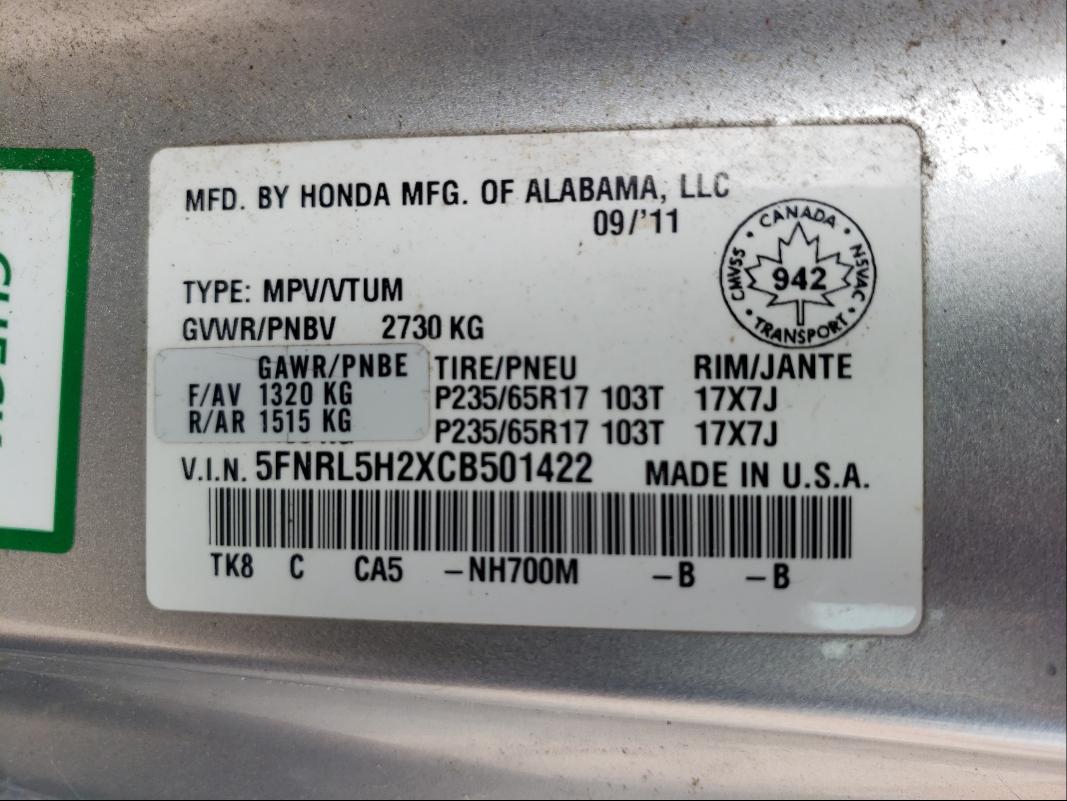 MFD. BY HONDA MFG. OF ALABAMA, LLC
09/'11
CANADA
CMVSS 942 NSVAC
TRANSPORT
TYPE: MPV/VTUM
GVWR/PNBV 2730 KG
GAWR/PNBE TIRE/PNEU RIM/JANTE
F/AV 1320 KG P235/65R17 103T 17X7J
R/AR 1515 KG P235/65R17 103T 17X7J
V.I.N. 5FNRL5H2XCB501422 MADE IN U.S.A.
TK8 C CA5 –NH700M –B –B